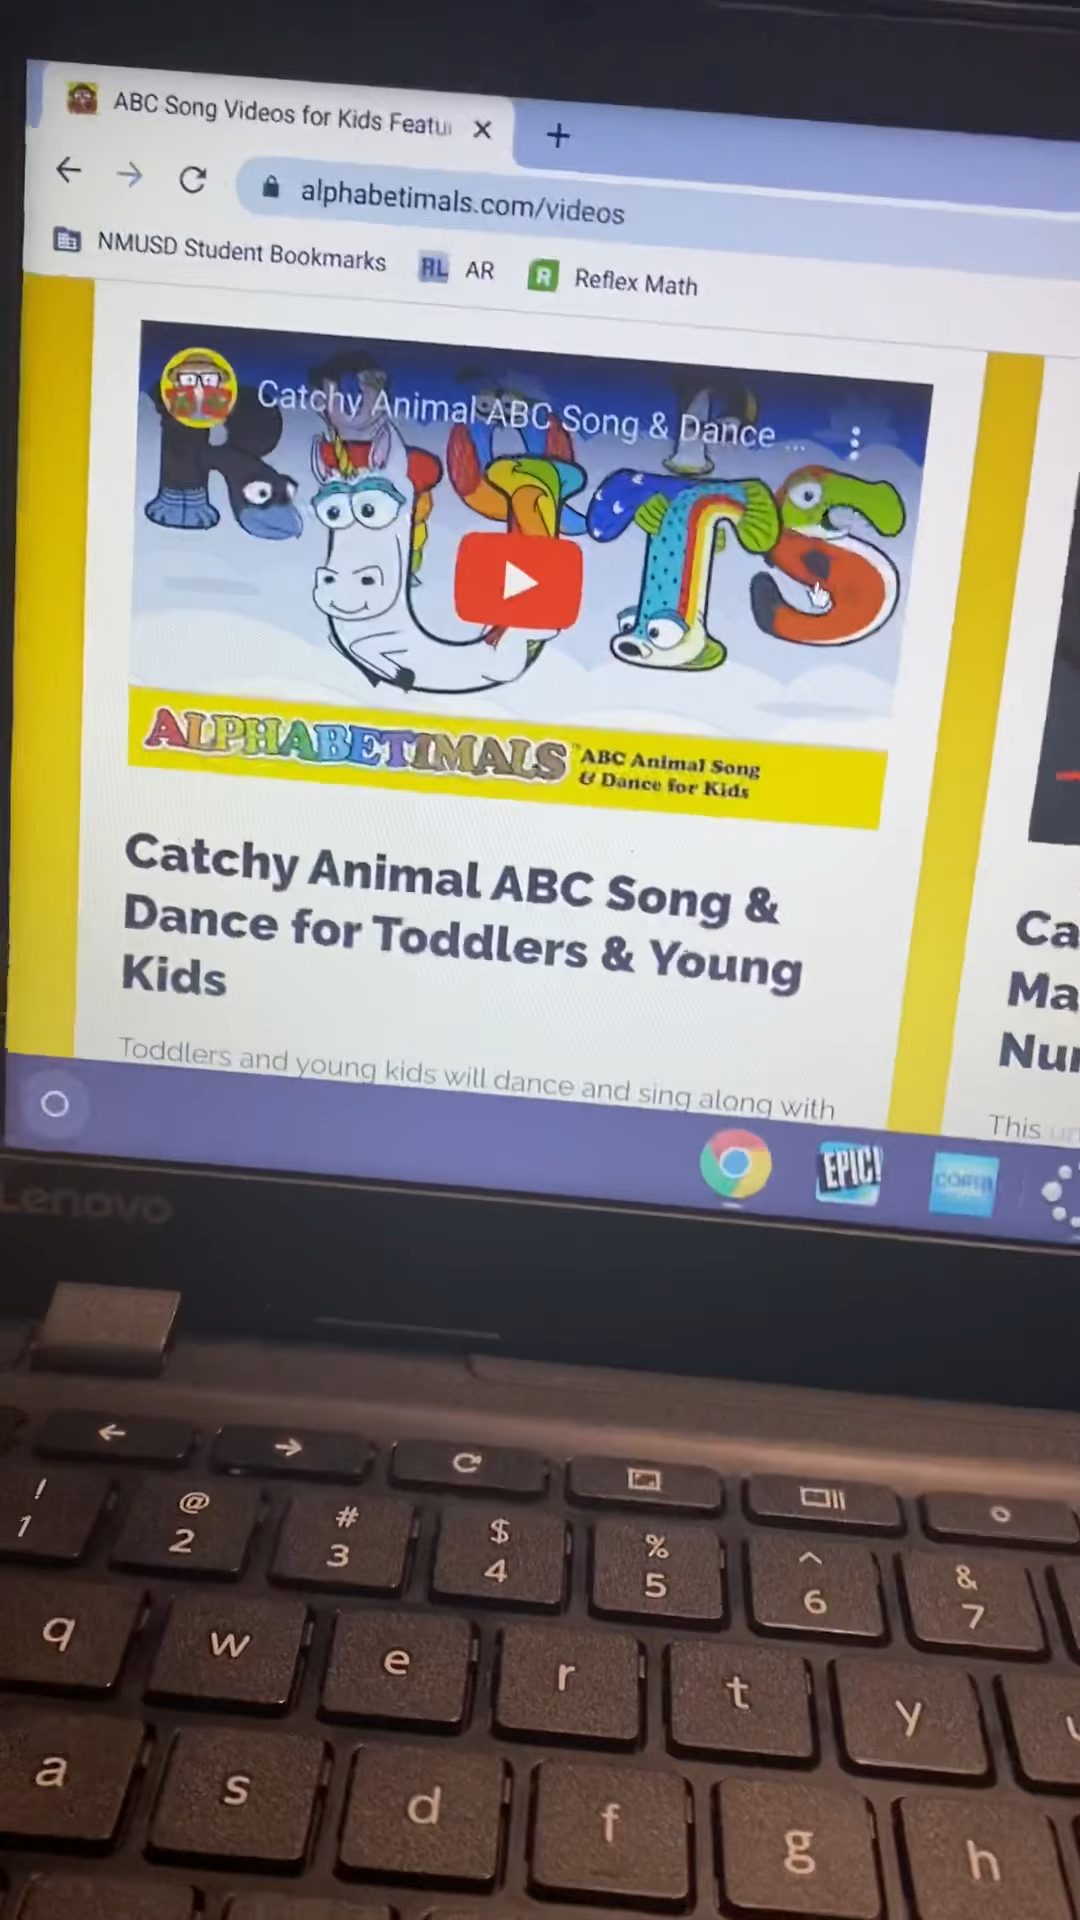 ABC Song Videos for Kids Featu
alphabetimals.com/videos
NMUSD Student Bookmarks RL AR R Reflex Math
Catchy Animal ABC Song & Dance ...
R U T S
ALPHABETIMALS™ ABC Animal Song
& Dance for Kids
Catchy Animal ABC Song &
Dance for Toddlers & Young
Kids
Toddlers and young kids will dance and sing along with
Ca
Ma
Nu
This
EPIC!
Lenovo
! @ # $ % ^ &
1 2 3 4 5 6 7
q w e r t y
a s d f g h